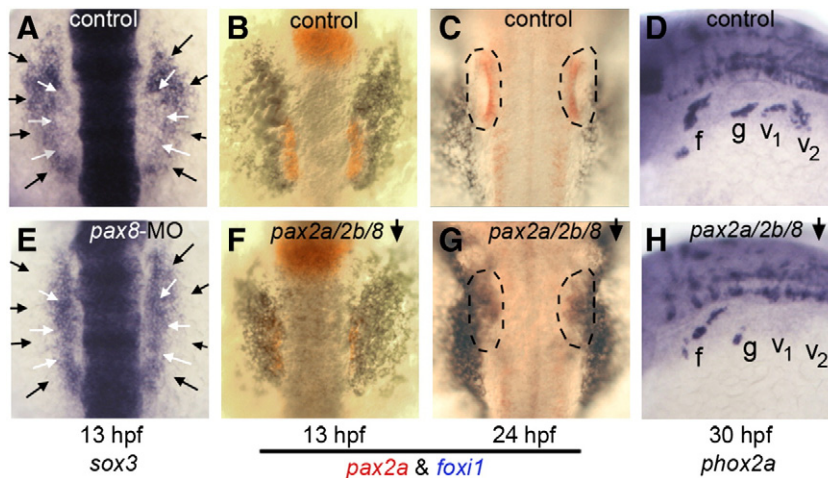 A control
B control
C control
D control
f
g
v1
v2
E pax8-MO
F pax2a/2b/8
G pax2a/2b/8
H pax2a/2b/8
f
g
v1
v2
13 hpf
13 hpf
24 hpf
30 hpf
sox3
pax2a & foxi1
phox2a